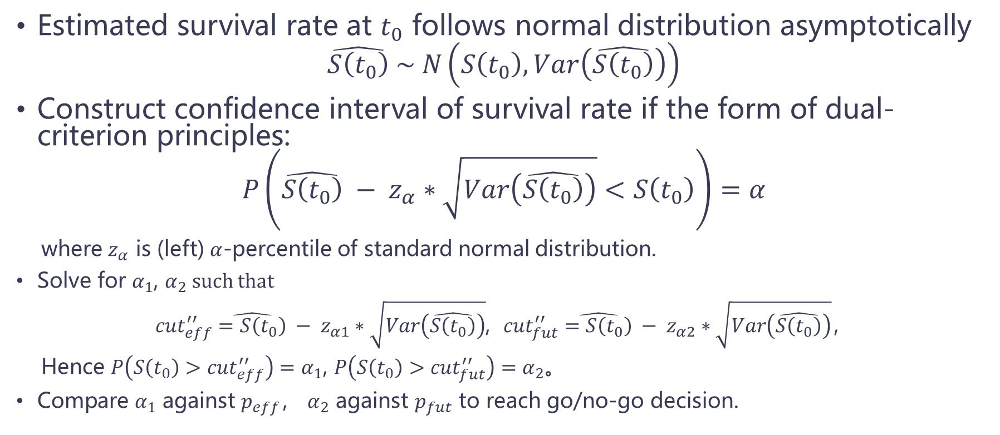 • Estimated survival rate at t₀ follows normal distribution asymptotically
$\widehat{S(t_0)} \sim N\left(S(t_0), Var\left(\widehat{S(t_0)}\right)\right)$
• Construct confidence interval of survival rate if the form of dual-
criterion principles:
$P\left(\widehat{S(t_0)} - z_{\alpha} * \sqrt{Var\left(\widehat{S(t_0)}\right)} < S(t_0)\right) = \alpha$
where $z_{\alpha}$ is (left) $\alpha$-percentile of standard normal distribution.
• Solve for $\alpha_1$, $\alpha_2$ such that
$cut''_{eff} = \widehat{S(t_0)} - z_{\alpha 1} * \sqrt{Var\left(\widehat{S(t_0)}\right)}$, $cut''_{fut} = \widehat{S(t_0)} - z_{\alpha 2} * \sqrt{Var\left(\widehat{S(t_0)}\right)}$,
Hence $P\left(S(t_0) > cut''_{eff}\right) = \alpha_1$, $P\left(S(t_0) > cut''_{fut}\right) = \alpha_2$。
• Compare $\alpha_1$ against $p_{eff}$, $\alpha_2$ against $p_{fut}$ to reach go/no-go decision.